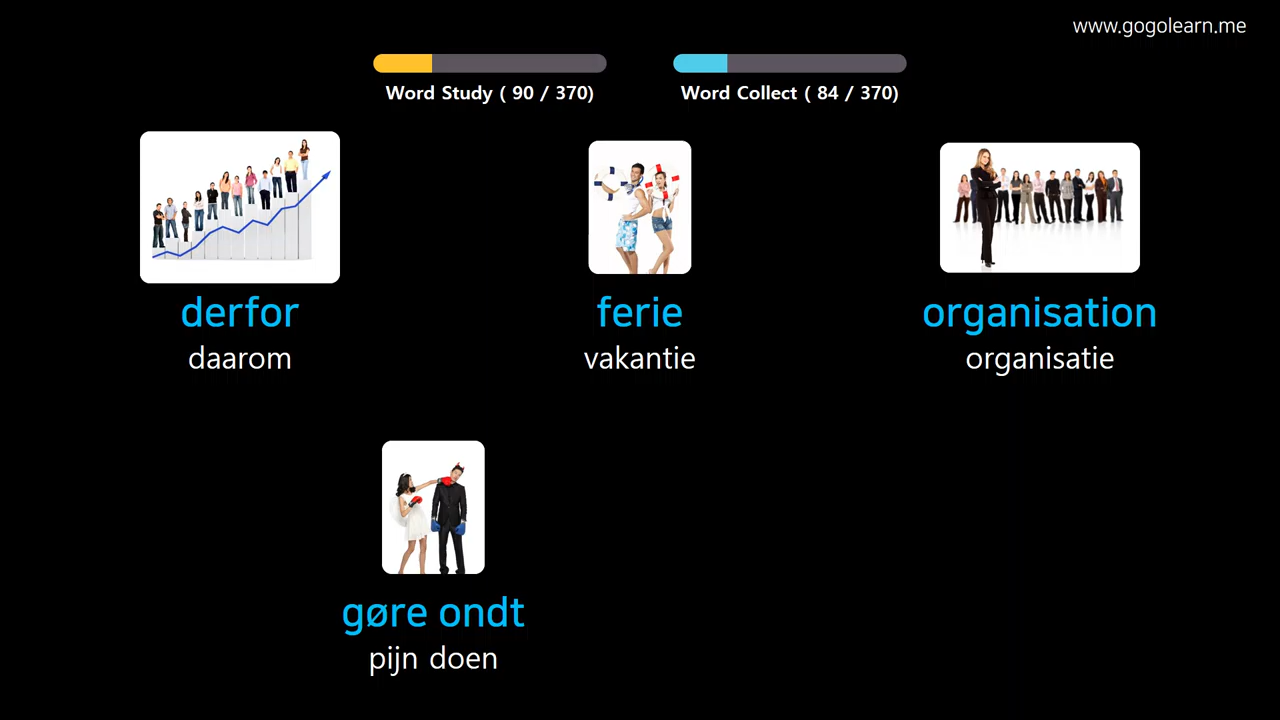 www.gogolearn.me
Word Study ( 90 / 370)
Word Collect ( 84 / 370)
derfor
daarom
ferie
vakantie
organisation
organisatie
gøre ondt
pijn doen